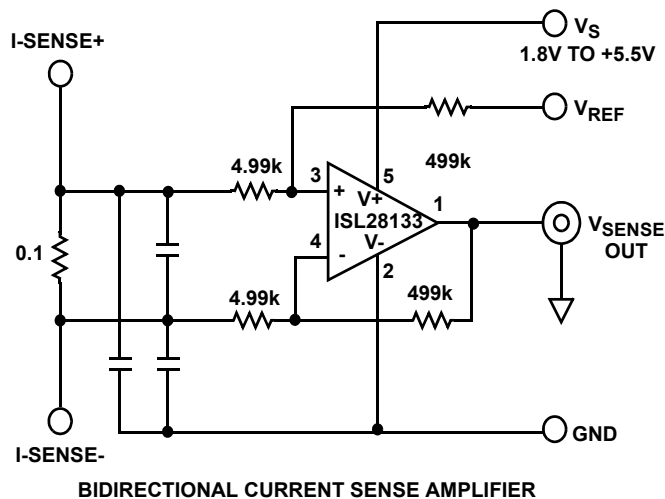 I-SENSE+
V_S
1.8V TO +5.5V
V_REF
4.99k
499k
3
5
+
V+
1
ISL28133
V_SENSE
OUT
0.1
4
V-
-
2
4.99k
499k
GND
I-SENSE-
BIDIRECTIONAL CURRENT SENSE AMPLIFIER